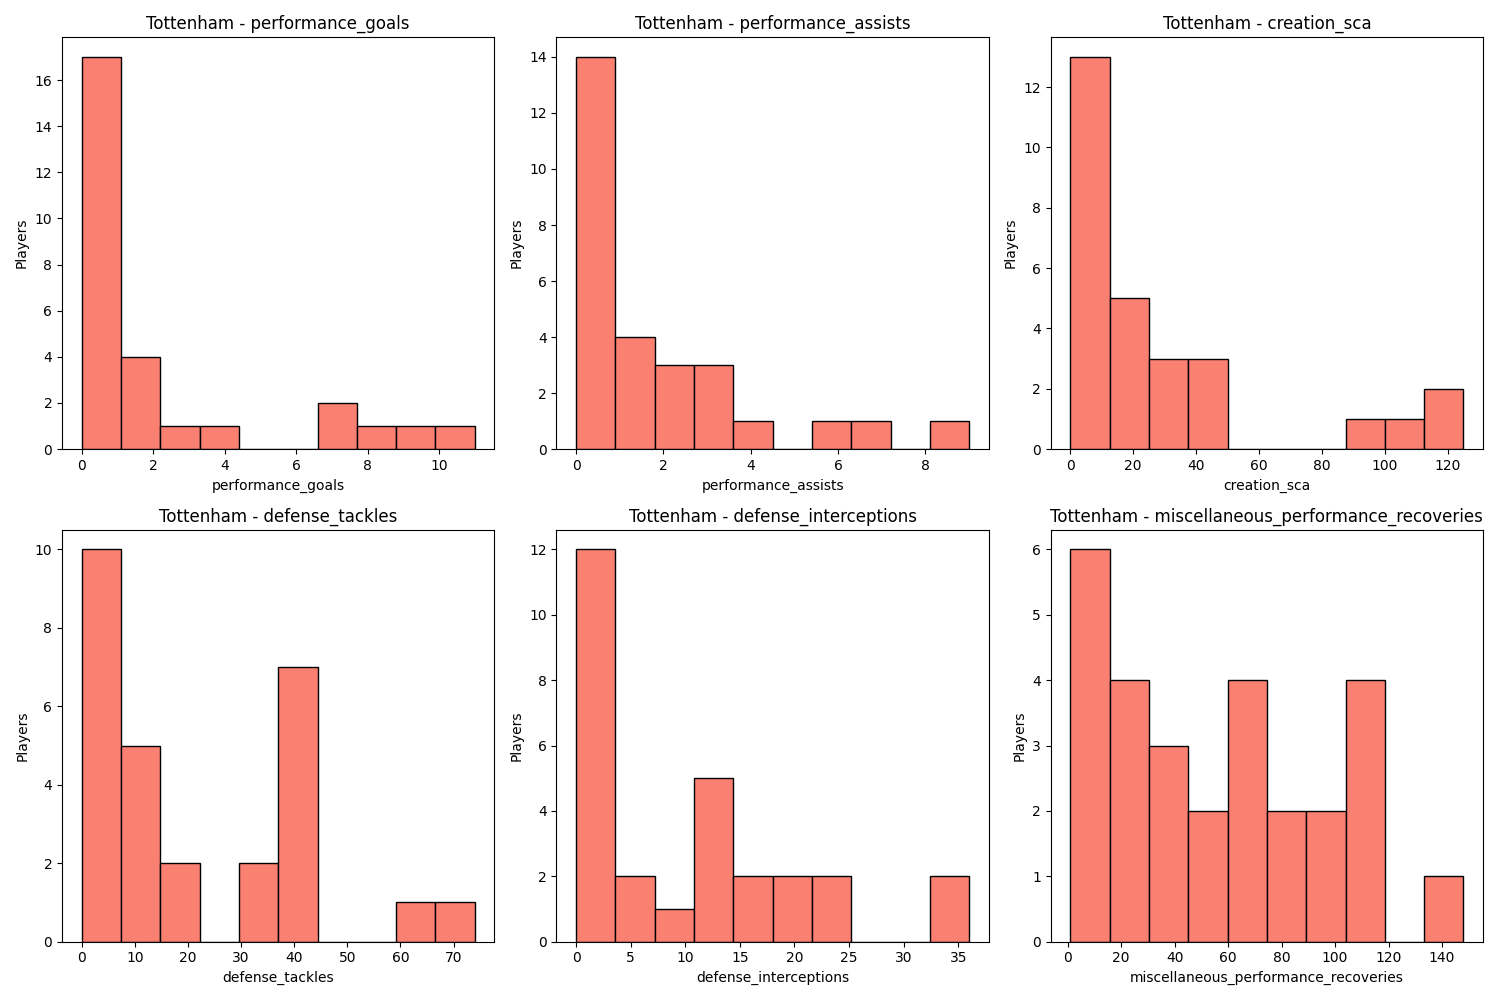 Tottenham - performance_goals
Players
16
14
12
10
8
6
4
2
0
0 2 4 6 8 10
performance_goals
Tottenham - performance_assists
Players
14
12
10
8
6
4
2
0
0 2 4 6 8
performance_assists
Tottenham - creation_sca
Players
12
10
8
6
4
2
0
0 20 40 60 80 100 120
creation_sca
Tottenham - defense_tackles
Players
10
8
6
4
2
0
0 10 20 30 40 50 60 70
defense_tackles
Tottenham - defense_interceptions
Players
12
10
8
6
4
2
0
0 5 10 15 20 25 30 35
defense_interceptions
Tottenham - miscellaneous_performance_recoveries
Players
6
5
4
3
2
1
0
0 20 40 60 80 100 120 140
miscellaneous_performance_recoveries